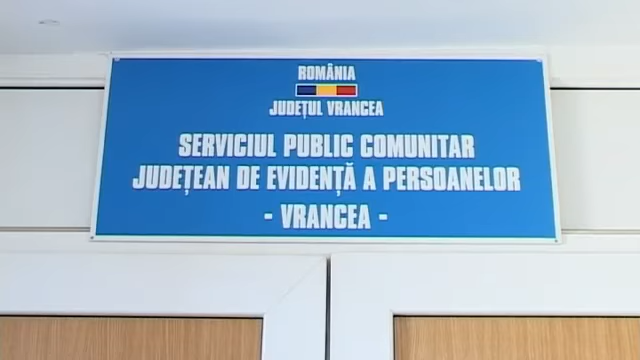 ROMÂNIA
JUDEȚUL VRANCEA
SERVICIUL PUBLIC COMUNITAR
JUDEȚEAN DE EVIDENȚĂ A PERSOANELOR
- VRANCEA -